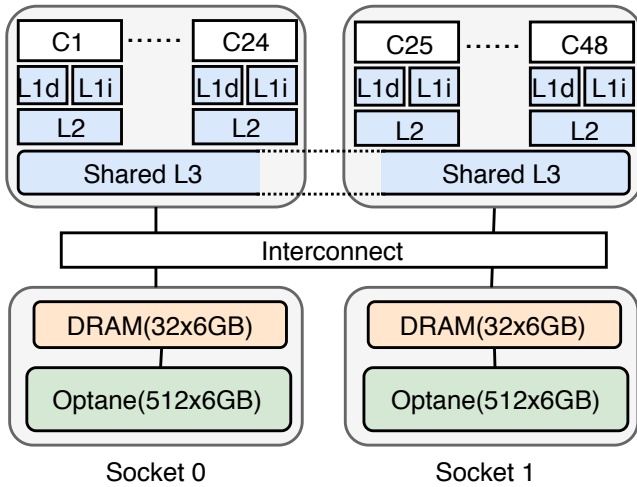 C1 ...... C24
L1d L1i L1d L1i
L2 L2
Shared L3
C25 ...... C48
L1d L1i L1d L1i
L2 L2
Shared L3
Interconnect
DRAM(32x6GB)
Optane(512x6GB)
DRAM(32x6GB)
Optane(512x6GB)
Socket 0
Socket 1